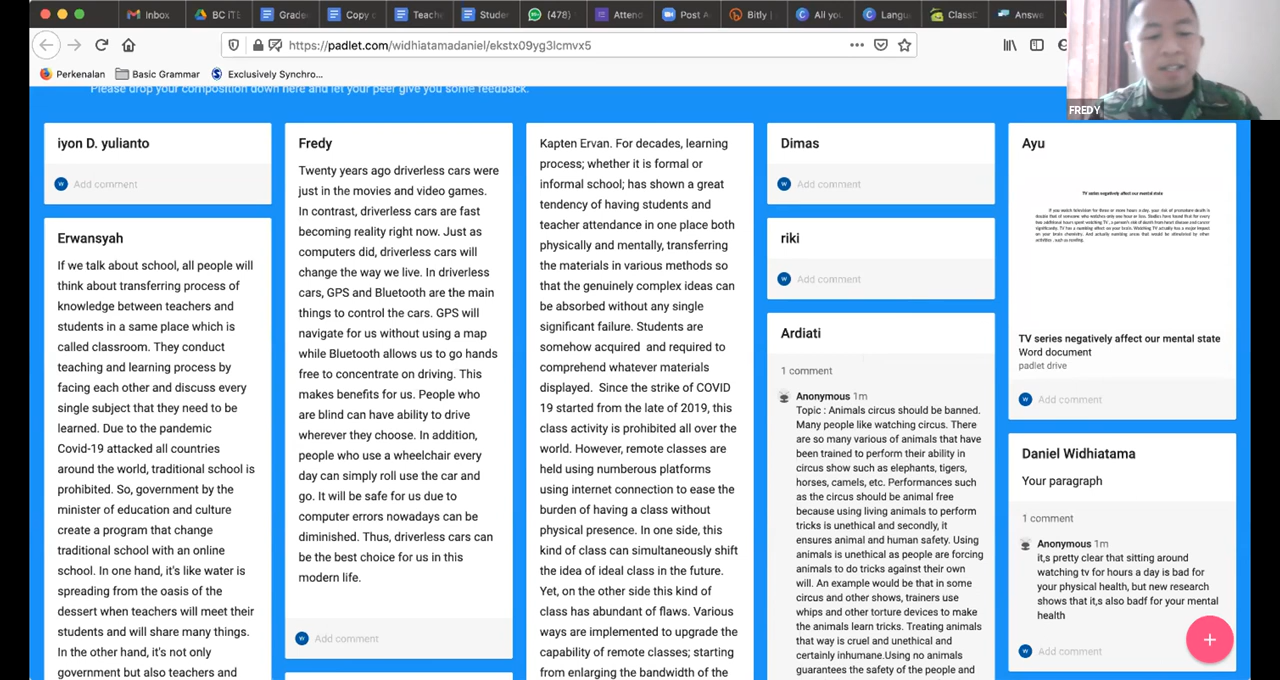 Inbox
BC iTE
Grade
Copy c
Teache
Stude
(478)
Attend
Post A
Bitly |
All you
Langu
ClassD
Answe
https://padlet.com/widhiatamadaniel/ekstx09yg3lcmvx5
Perkenalan
Basic Grammar
Exclusively Synchro...
FREDY
Please drop your composition down here and let your peer give you some feedback.
iyon D. yulianto
W
Add comment
Erwansyah
If we talk about school, all people will
think about transferring process of
knowledge between teachers and
students in a same place which is
called classroom. They conduct
teaching and learning process by
facing each other and discuss every
single subject that they need to be
learned. Due to the pandemic
Covid-19 attacked all countries
around the world, traditional school is
prohibited. So, government by the
minister of education and culture
create a program that change
traditional school with an online
school. In one hand, it's like water is
spreading from the oasis of the
dessert when teachers will meet their
students and will share many things.
In the other hand, it's not only
government but also teachers and
Fredy
Twenty years ago driverless cars were
just in the movies and video games.
In contrast, driverless cars are fast
becoming reality right now. Just as
computers did, driverless cars will
change the way we live. In driverless
cars, GPS and Bluetooth are the main
things to control the cars. GPS will
navigate for us without using a map
while Bluetooth allows us to go hands
free to concentrate on driving. This
makes benefits for us. People who
are blind can have ability to drive
wherever they choose. In addition,
people who use a wheelchair every
day can simply roll use the car and
go. It will be safe for us due to
computer errors nowadays can be
diminished. Thus, driverless cars can
be the best choice for us in this
modern life.
W
Add comment
Kapten Ervan. For decades, learning
process; whether it is formal or
informal school; has shown a great
tendency of having students and
teacher attendance in one place both
physically and mentally, transferring
the materials in various methods so
that the genuinely complex ideas can
be absorbed without any single
significant failure. Students are
somehow acquired and required to
comprehend whatever materials
displayed. Since the strike of COVID
19 started from the late of 2019, this
class activity is prohibited all over the
world. However, remote classes are
held using numberous platforms
using internet connection to ease the
burden of having a class without
physical presence. In one side, this
kind of class can simultaneously shift
the idea of ideal class in the future.
Yet, on the other side this kind of
class has abundant of flaws. Various
ways are implemented to upgrade the
capability of remote classes; starting
from enlarging the bandwidth of the
Dimas
W
Add comment
riki
W
Add comment
Ardiati
1 comment
Anonymous 1m
Topic : Animals circus should be banned.
Many people like watching circus. There
are so many various of animals that have
been trained to perform their ability in
circus show such as elephants, tigers,
horses, camels, etc. Performances such
as the circus should be animal free
because using living animals to perform
tricks is unethical and secondly, it
ensures animal and human safety. Using
animals is unethical as people are forcing
animals to do tricks against their own
will. An example would be that in some
circus and other shows, trainers use
whips and other torture devices to make
the animals learn tricks. Treating animals
that way is cruel and unethical and
certainly inhumane.Using no animals
guarantees the safety of the people and
Ayu
TV series negatively affect our mental state
TV series negatively affect our mental state
Word document
padlet drive
W
Add comment
Daniel Widhiatama
Your paragraph
1 comment
Anonymous 1m
it,s pretty clear that sitting around
watching tv for hours a day is bad for
your physical health, but new research
shows that it,s also badf for your mental
health
W
Add comment